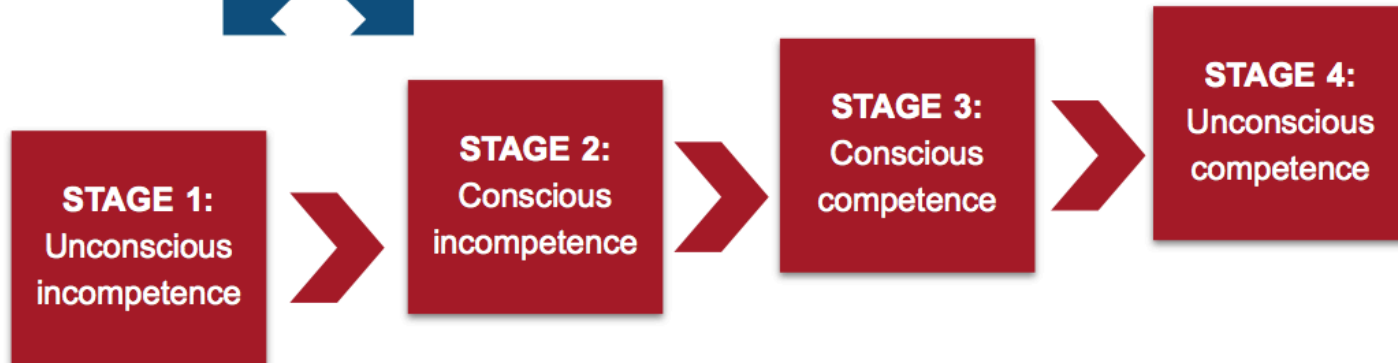 STAGE 1:
Unconscious
incompetence
STAGE 2:
Conscious
incompetence
STAGE 3:
Conscious
competence
STAGE 4:
Unconscious
competence